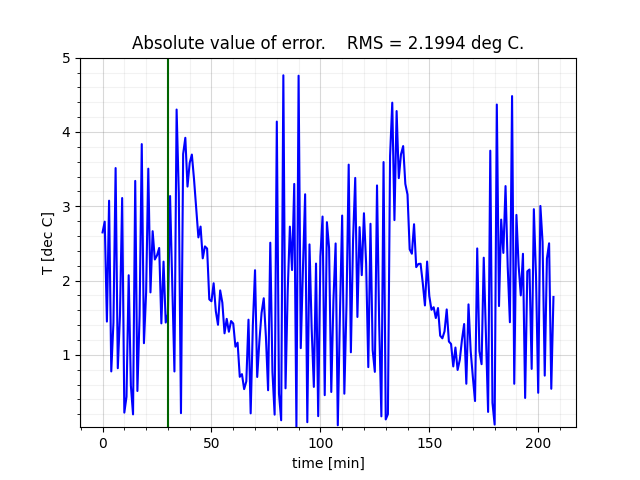 Absolute value of error. RMS = 2.1994 deg C.
5
4
3
2
1
T [dec C]
0 50 100 150 200
time [min]